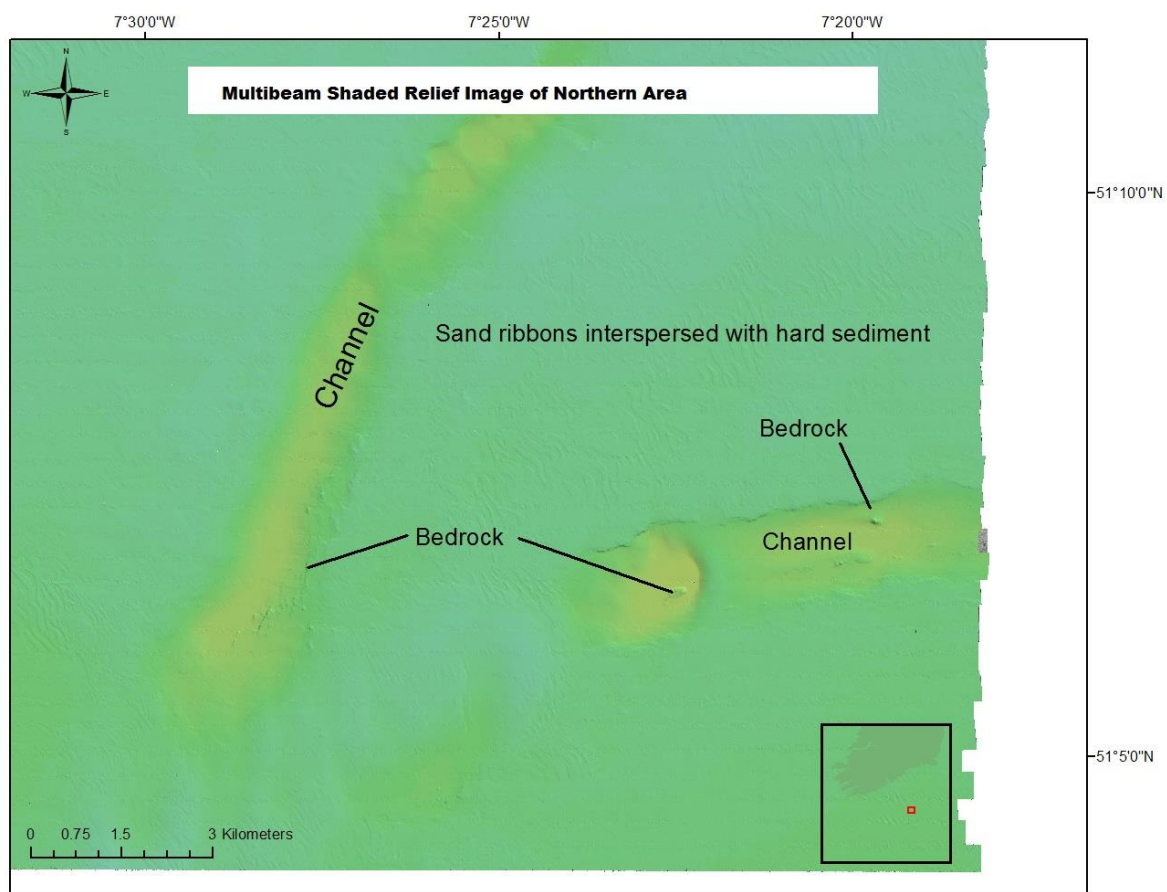 7°30'0"W
7°25'0"W
7°20'0"W
N
W
E
S
Multibeam Shaded Relief Image of Northern Area
51°10'0"N
Channel
Sand ribbons interspersed with hard sediment
Bedrock
Bedrock
Channel
51°5'0"N
0 0.75 1.5 3 Kilometers